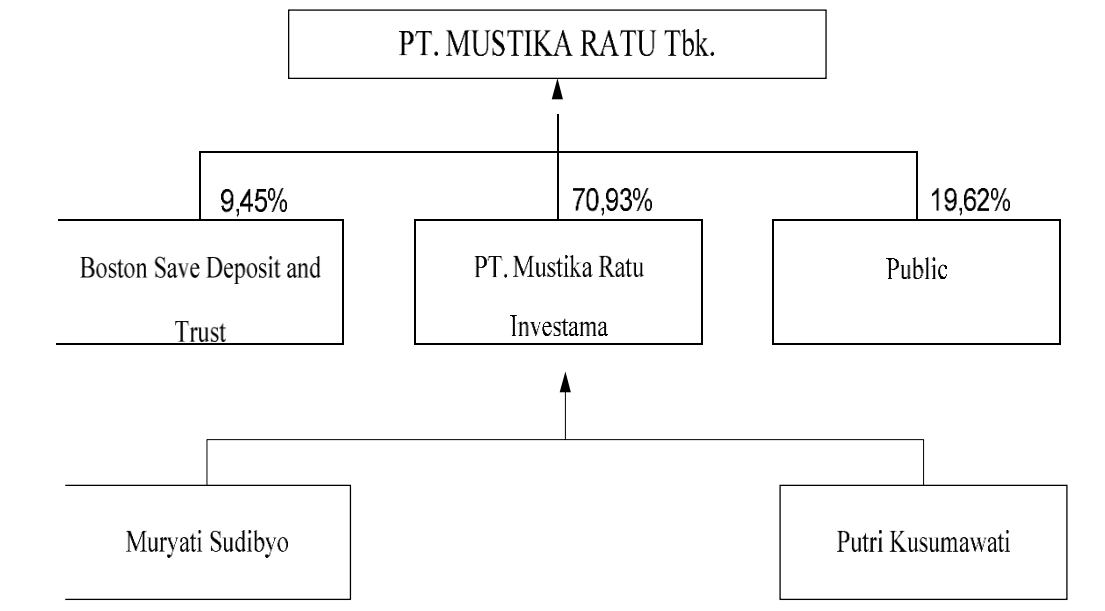 PT. MUSTIKA RATU Tbk.
9,45%
70,93%
19,62%
Boston Save Deposit and
Trust
PT. Mustika Ratu
Investama
Public
Muryati Sudibyo
Putri Kusumawati